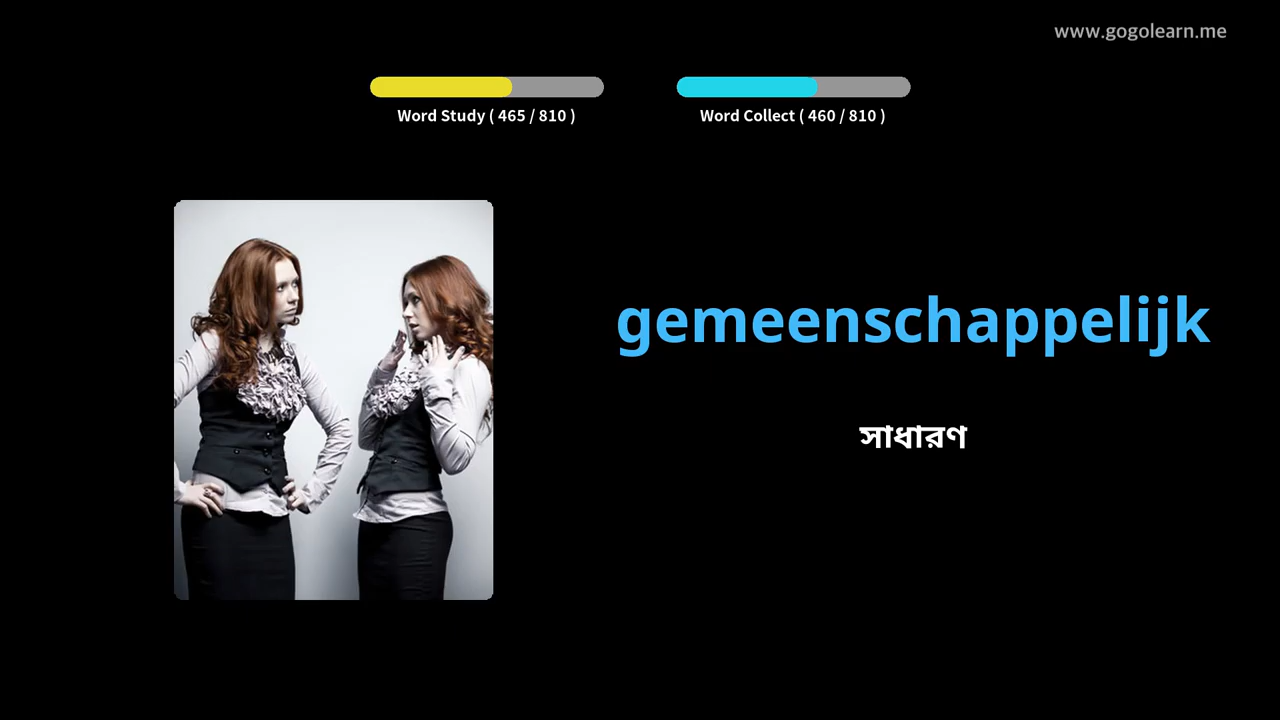 www.gogolearn.me
Word Study ( 465 / 810 )
Word Collect ( 460 / 810 )
gemeenschappelijk
সাধারণ